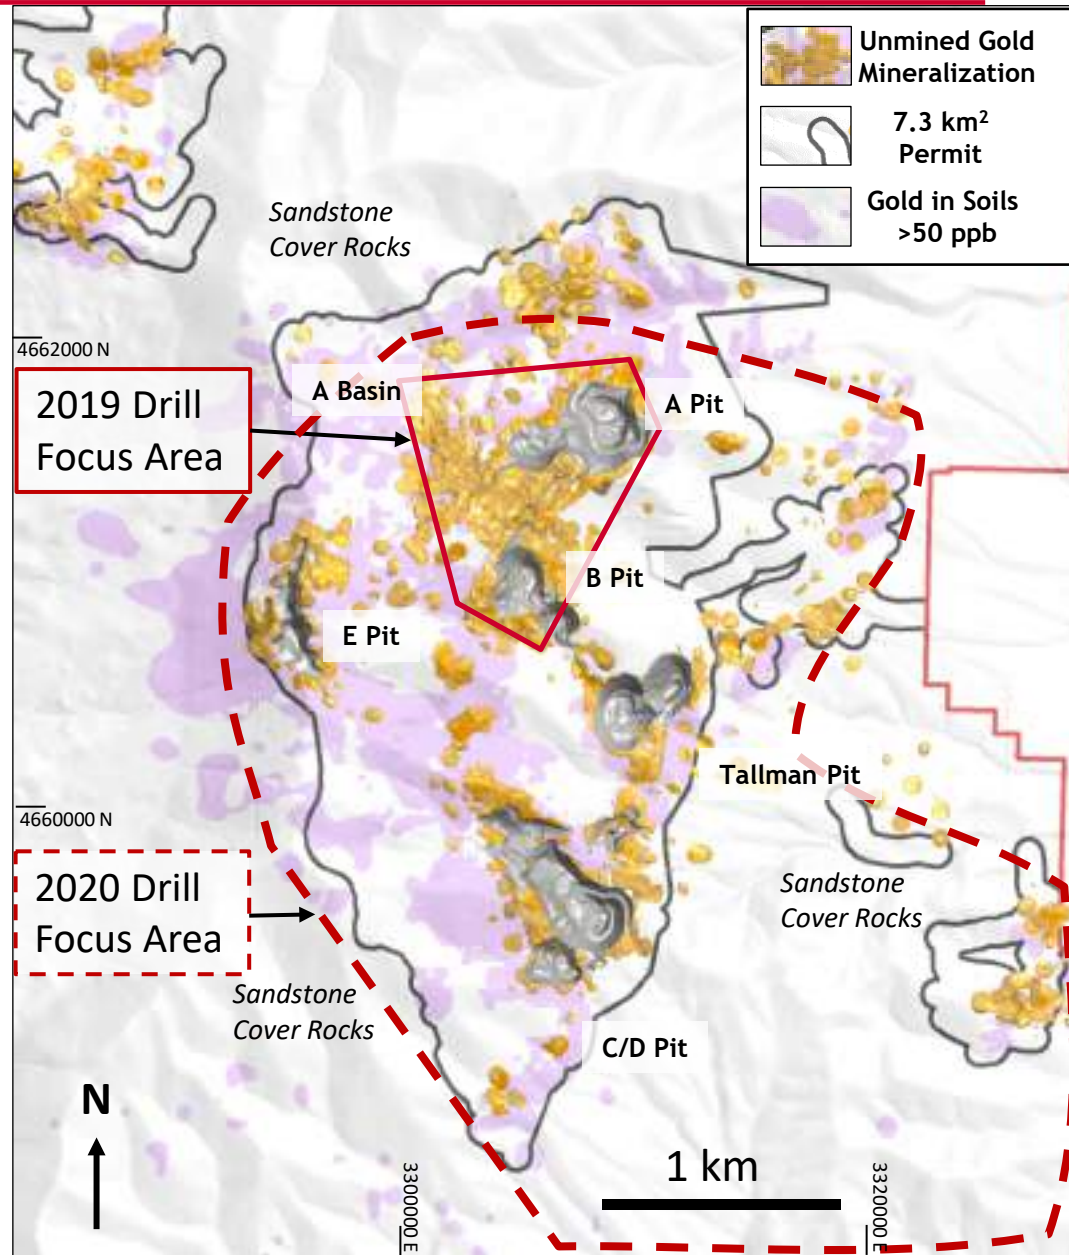 Unmined Gold
Mineralization
7.3 km²
Permit
Gold in Soils
>50 ppb
Sandstone
Cover Rocks
4662000 N
2019 Drill
Focus Area
A Basin
A Pit
B Pit
E Pit
Tallman Pit
4660000 N
2020 Drill
Focus Area
Sandstone
Cover Rocks
Sandstone
Cover Rocks
C/D Pit
N
1 km
3300000 E
3320000 E